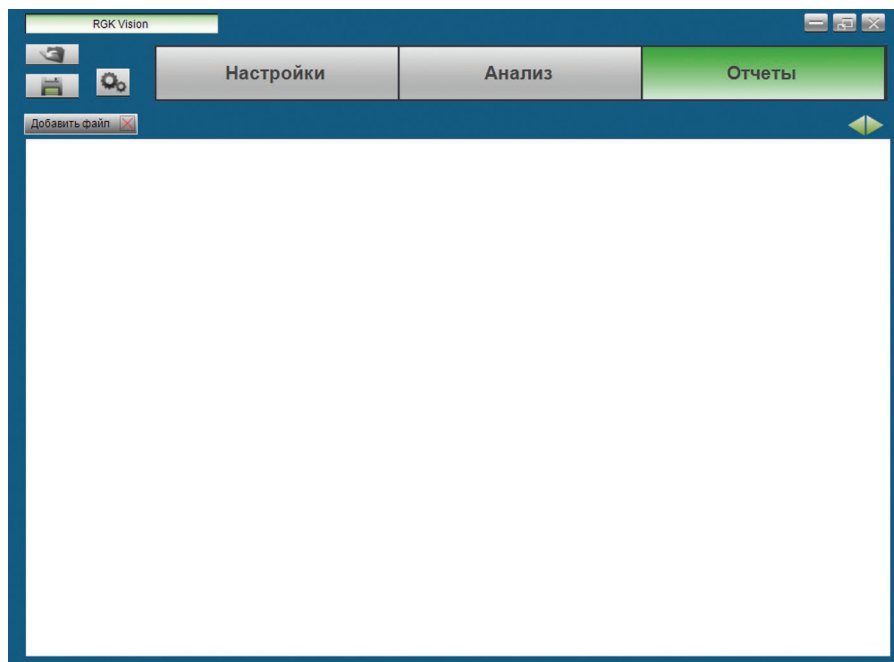 RGK Vision
Настройки
Анализ
Отчеты
Добавить файл